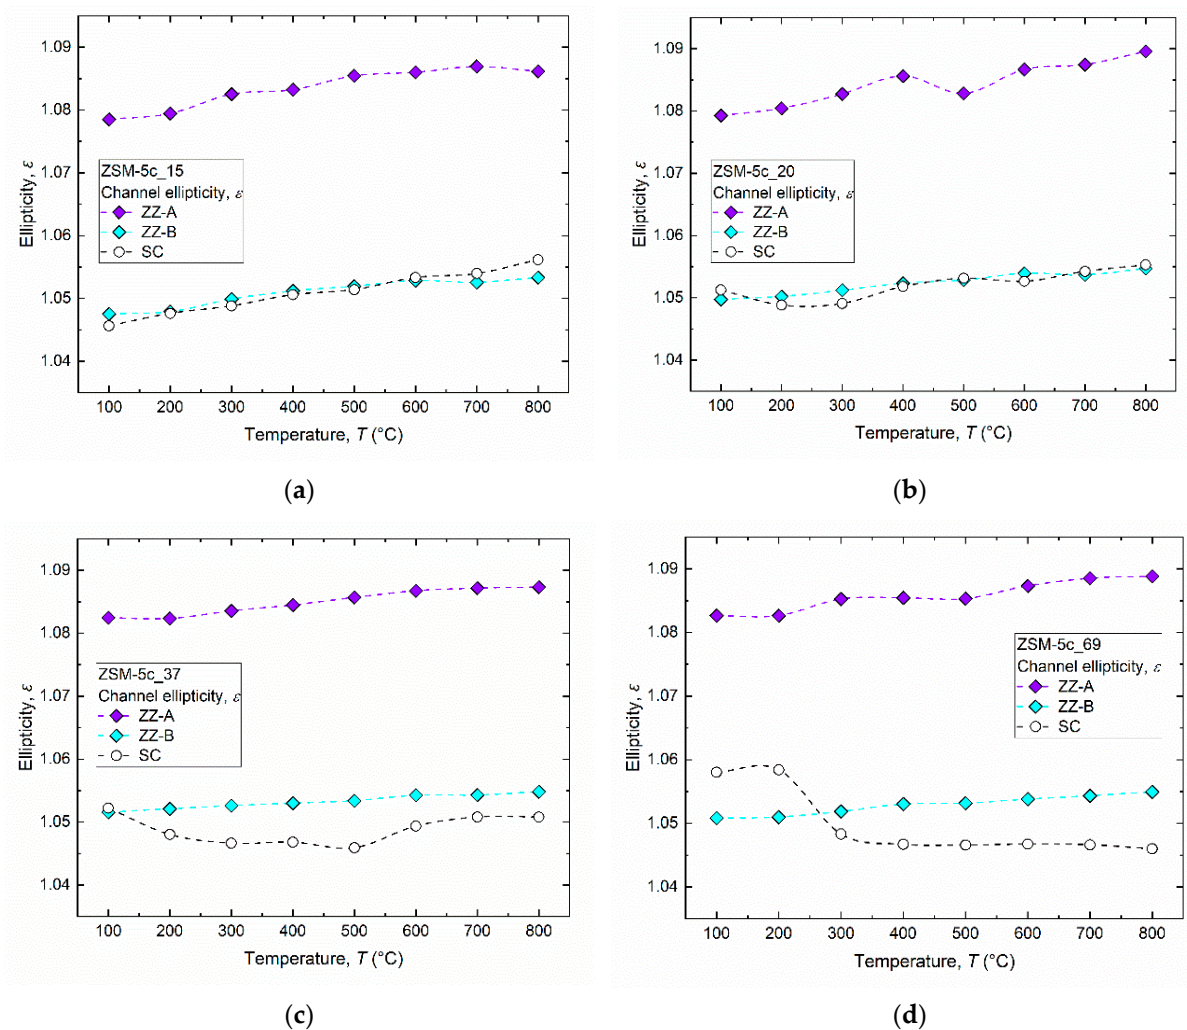 1.09
1.08
1.07
1.06
1.05
1.04
Ellipticity, ε
ZSM-5c_15
Channel ellipticity, ε
ZZ-A
ZZ-B
SC
100 200 300 400 500 600 700 800
Temperature, T (°C)
(a)
1.09
1.08
1.07
1.06
1.05
1.04
Ellipticity, ε
ZSM-5c_20
Channel ellipticity, ε
ZZ-A
ZZ-B
SC
100 200 300 400 500 600 700 800
Temperature, T (°C)
(b)
1.09
1.08
1.07
1.06
1.05
1.04
Ellipticity, ε
ZSM-5c_37
Channel ellipticity, ε
ZZ-A
ZZ-B
SC
100 200 300 400 500 600 700 800
Temperature, T (°C)
(c)
1.09
1.08
1.07
1.06
1.05
1.04
Ellipticity, ε
ZSM-5c_69
Channel ellipticity, ε
ZZ-A
ZZ-B
SC
100 200 300 400 500 600 700 800
Temperature, T (°C)
(d)